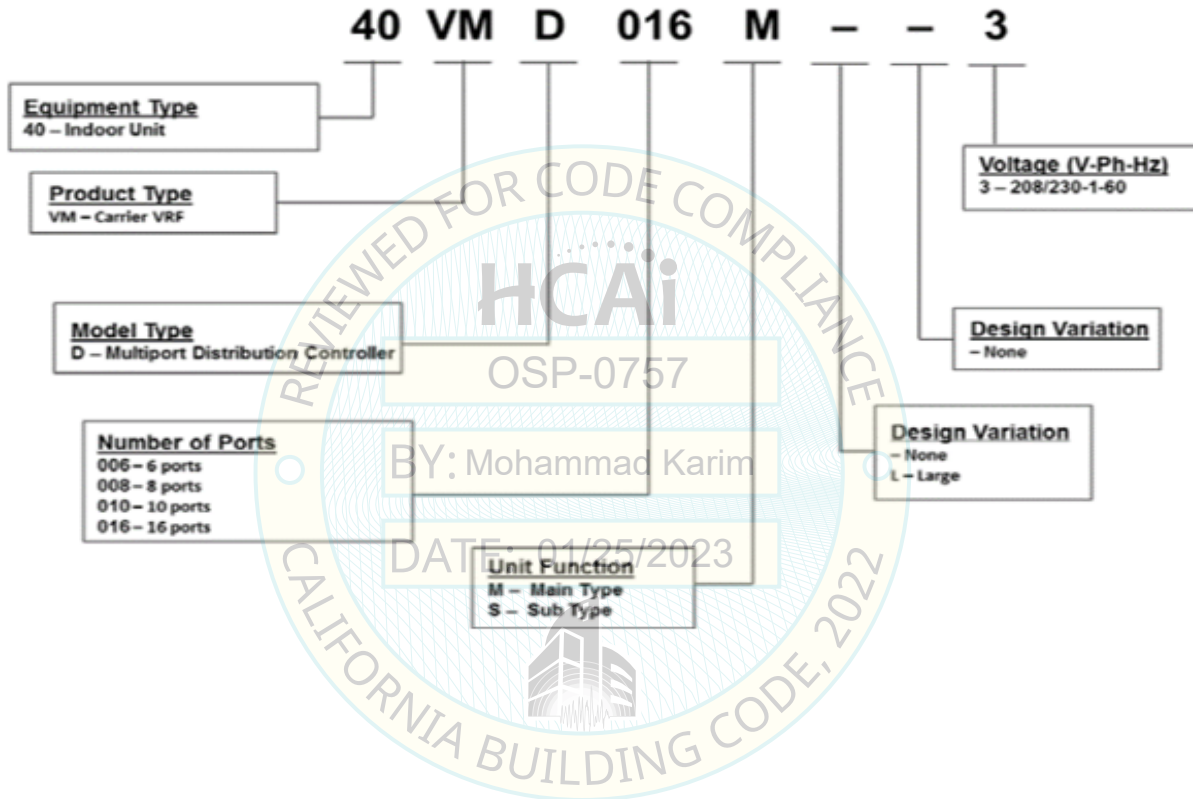 40 VM D 016 M – – 3
Equipment Type
40 – Indoor Unit
Product Type
VM – Carrier VRF
Model Type
D – Multiport Distribution Controller
Number of Ports
006 – 6 ports
008 – 8 ports
010 – 10 ports
016 – 16 ports
Unit Function
M – Main Type
S – Sub Type
Design Variation
– None
L – Large
Design Variation
– None
Voltage (V-Ph-Hz)
3 – 208/230-1-60
REVIEWED FOR CODE COMPLIANCE
HCAi
OSP-0757
BY: Mohammad Karim
DATE: 01/25/2023
CALIFORNIA BUILDING CODE, 2022